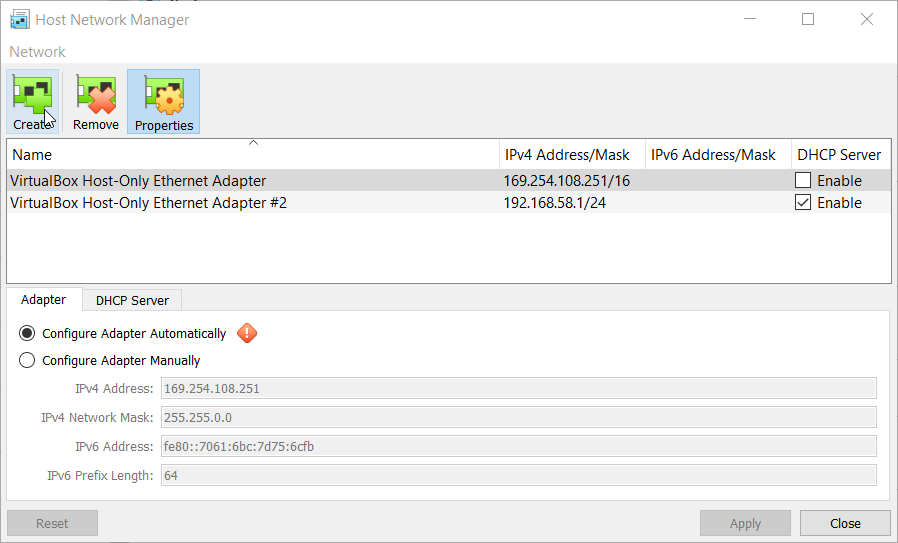 Host Network Manager
Network
Create Remove Properties
Name IPv4 Address/Mask IPv6 Address/Mask DHCP Server
VirtualBox Host-Only Ethernet Adapter 169.254.108.251/16 Enable
VirtualBox Host-Only Ethernet Adapter #2 192.168.58.1/24 Enable
Adapter DHCP Server
Configure Adapter Automatically
Configure Adapter Manually
IPv4 Address: 169.254.108.251
IPv4 Network Mask: 255.255.0.0
IPv6 Address: fe80::7061:6bc:7d75:6cfb
IPv6 Prefix Length: 64
Reset Apply Close